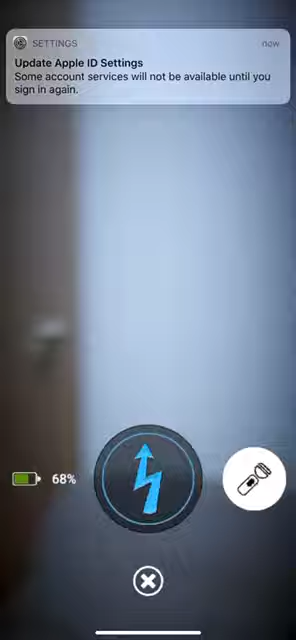 SETTINGS now
Update Apple ID Settings
Some account services will not be available until you
sign in again.
68%